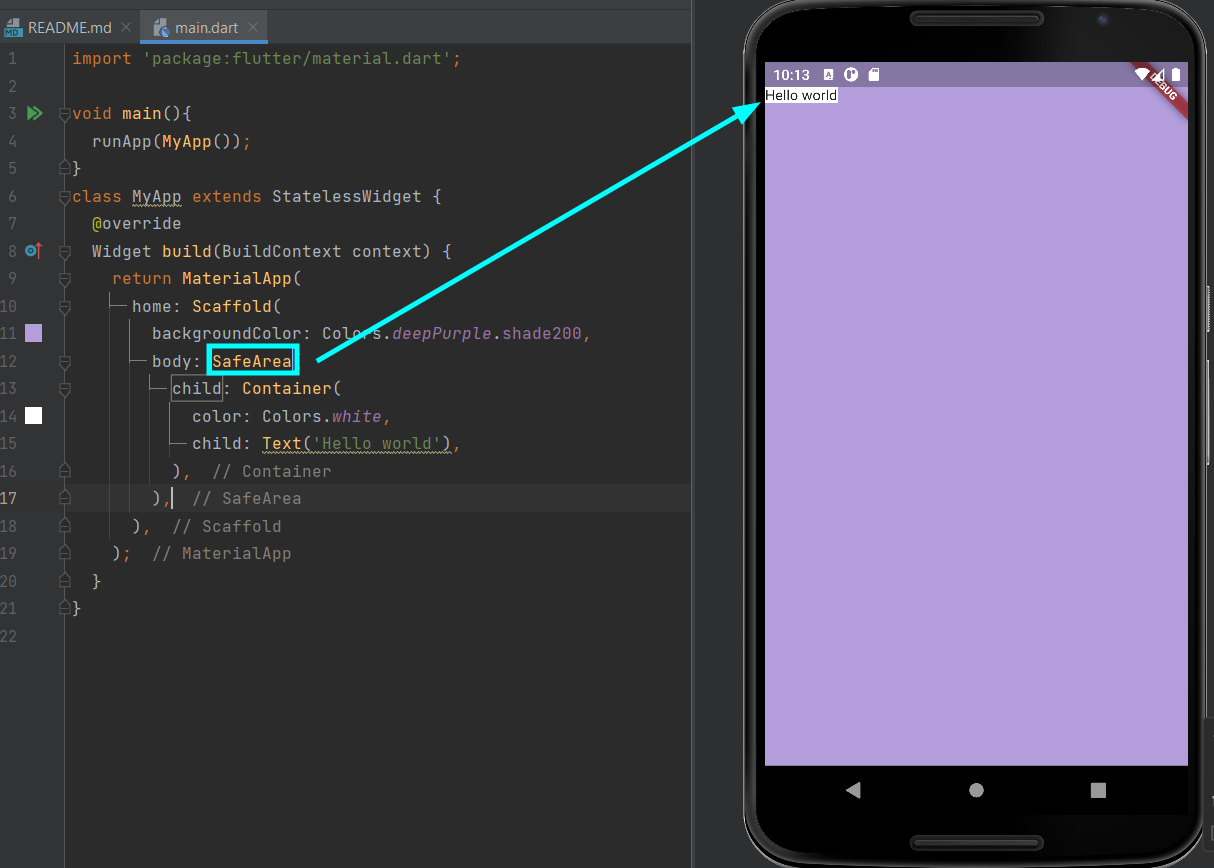 README.md
main.dart
1 import 'package:flutter/material.dart';
2
3 void main(){
4 runApp(MyApp());
5 }
6 class MyApp extends StatelessWidget {
7 @override
8 Widget build(BuildContext context) {
9 return MaterialApp(
10 home: Scaffold(
11 backgroundColor: Colors.deepPurple.shade200,
12 body: SafeArea
13 child: Container(
14 color: Colors.white,
15 child: Text('Hello world'),
16 ), // Container
17 ), // SafeArea
18 ), // Scaffold
19 ); // MaterialApp
20 }
21 }
22
10:13
DEBUG
Hello world